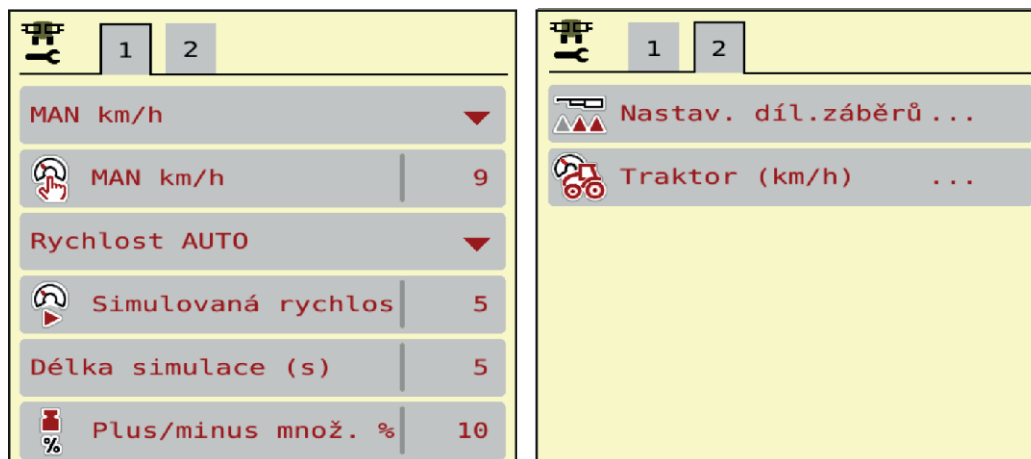 1 2
MAN km/h
MAN km/h 9
Rychlost AUTO
Simulovaná rychlos 5
Délka simulace (s) 5
% Plus/minus množ. % 10
1 2
Nastav. díl.záběrů ...
Traktor (km/h) ...